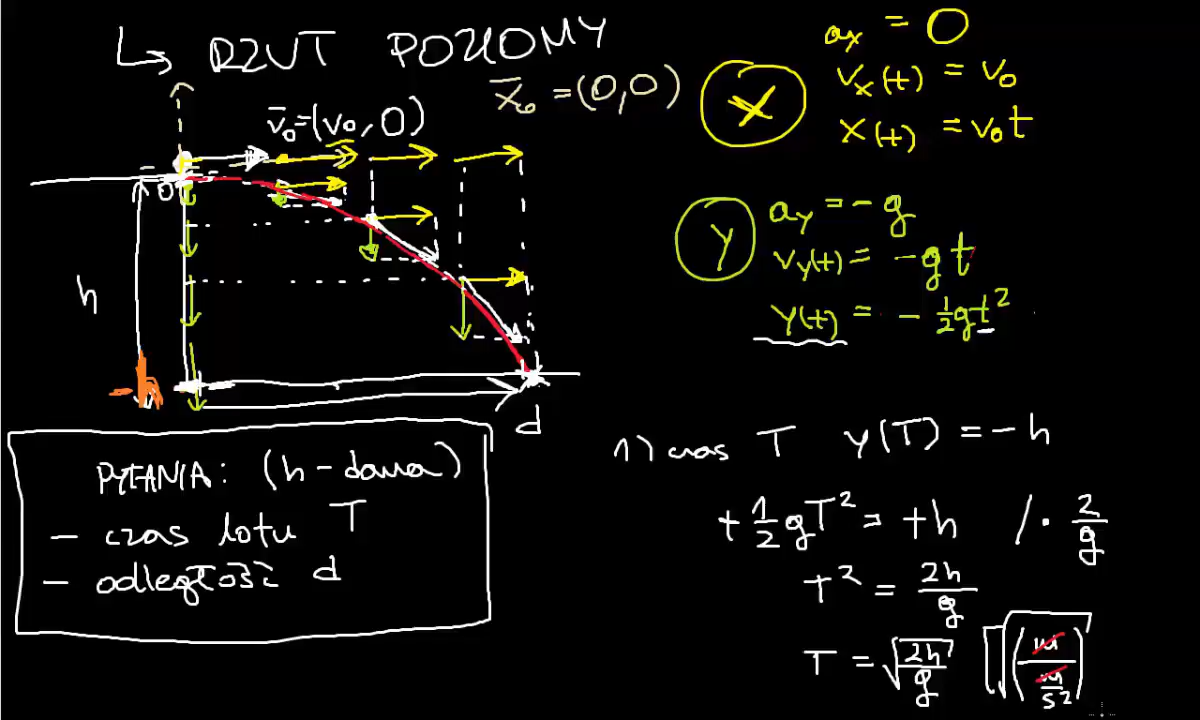 ↳ RZUT POZIOMY
x̄₀ = (0,0)
v̄₀=(v₀, 0)
0
h
-h
d
X
aₓ = 0
vₓ(t) = v₀
x(t) = v₀t
Y
a_y = -g
v_y(t) = -gt
y(t) = -½gt²
PYTANIA: (h-dana)
- czas lotu T
- odległość d
1) czas T y(T) = -h
+½gT² = +h / · 2/g
T² = 2h/g
T = √(2h/g) [√(m/(m/s²))